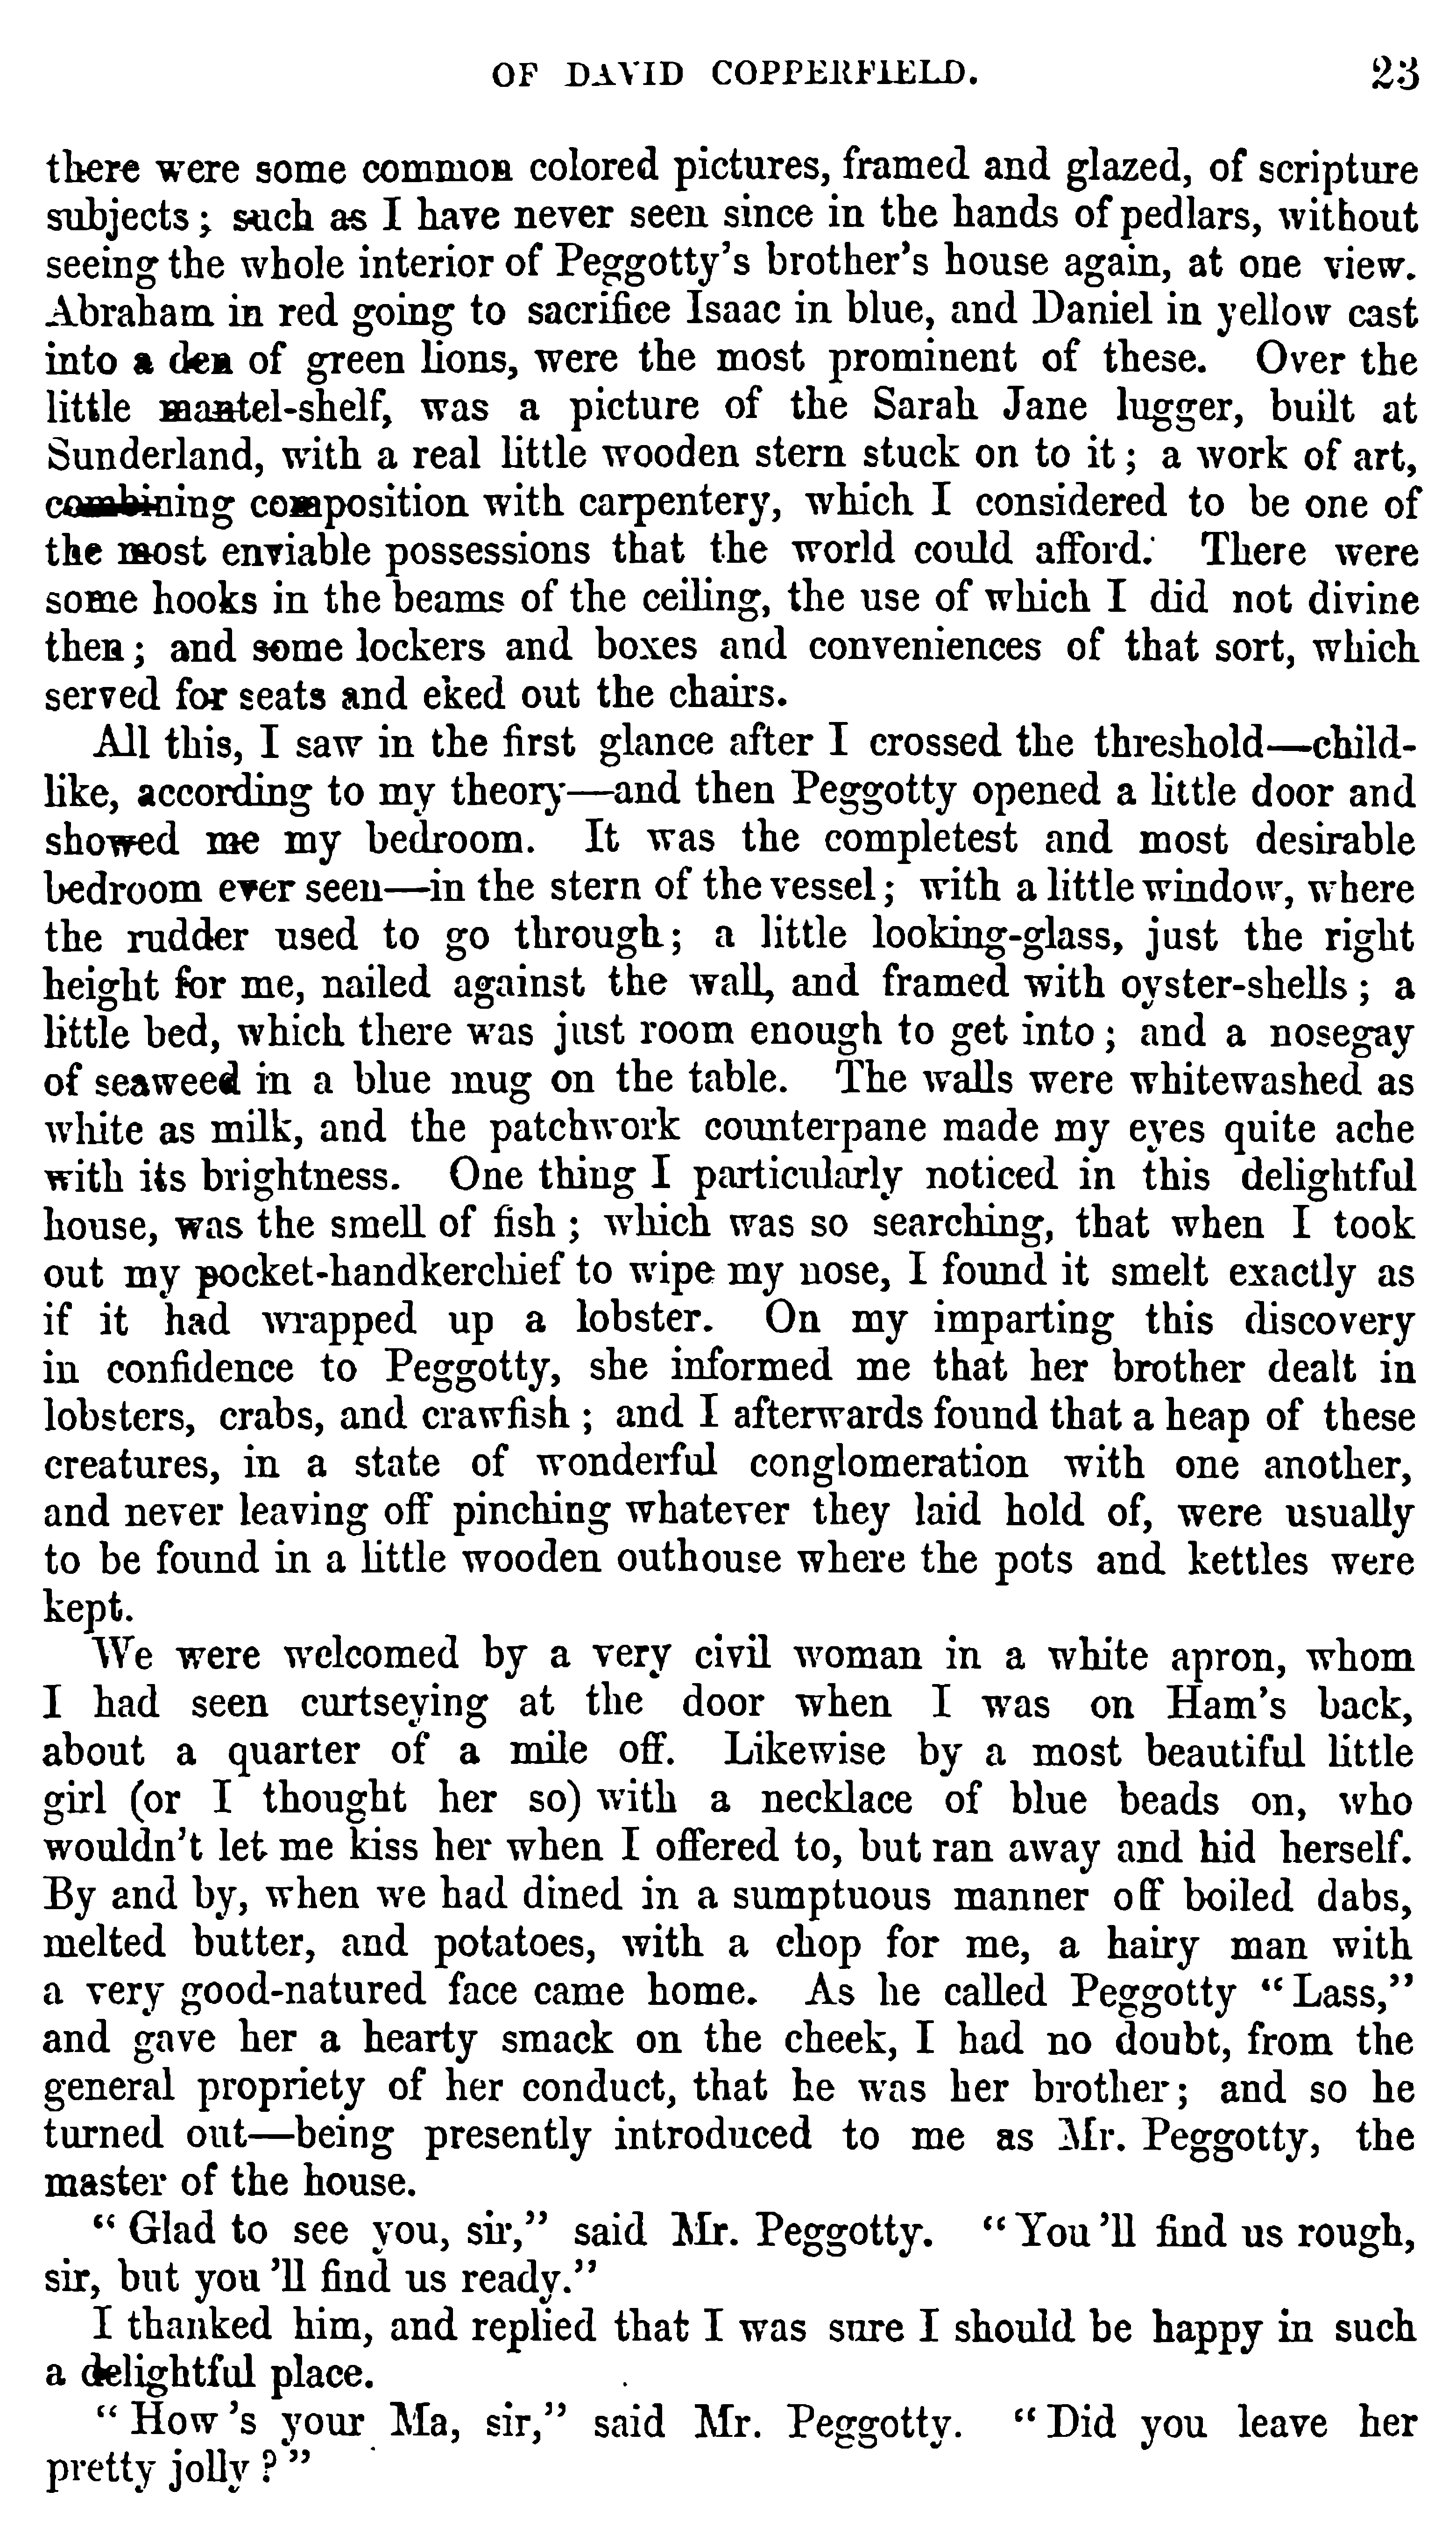 OF DAVID COPPERFIELD. 23
there were some common colored pictures, framed and glazed, of scripture
subjects; such as I have never seen since in the hands of pedlars, without
seeing the whole interior of Peggotty's brother's house again, at one view.
Abraham in red going to sacrifice Isaac in blue, and Daniel in yellow cast
into a den of green lions, were the most prominent of these. Over the
little mantel-shelf, was a picture of the Sarah Jane lugger, built at
Sunderland, with a real little wooden stern stuck on to it; a work of art,
combining composition with carpentery, which I considered to be one of
the most enviable possessions that the world could afford. There were
some hooks in the beams of the ceiling, the use of which I did not divine
then; and some lockers and boxes and conveniences of that sort, which
served for seats and eked out the chairs.
All this, I saw in the first glance after I crossed the threshold—child-
like, according to my theory—and then Peggotty opened a little door and
showed me my bedroom. It was the completest and most desirable
bedroom ever seen—in the stern of the vessel; with a little window, where
the rudder used to go through; a little looking-glass, just the right
height for me, nailed against the wall, and framed with oyster-shells; a
little bed, which there was just room enough to get into; and a nosegay
of seaweed in a blue mug on the table. The walls were whitewashed as
white as milk, and the patchwork counterpane made my eyes quite ache
with its brightness. One thing I particularly noticed in this delightful
house, was the smell of fish; which was so searching, that when I took
out my pocket-handkerchief to wipe my nose, I found it smelt exactly as
if it had wrapped up a lobster. On my imparting this discovery
in confidence to Peggotty, she informed me that her brother dealt in
lobsters, crabs, and crawfish; and I afterwards found that a heap of these
creatures, in a state of wonderful conglomeration with one another,
and never leaving off pinching whatever they laid hold of, were usually
to be found in a little wooden outhouse where the pots and kettles were
kept.
We were welcomed by a very civil woman in a white apron, whom
I had seen curtseying at the door when I was on Ham's back,
about a quarter of a mile off. Likewise by a most beautiful little
girl (or I thought her so) with a necklace of blue beads on, who
wouldn't let me kiss her when I offered to, but ran away and hid herself.
By and by, when we had dined in a sumptuous manner off boiled dabs,
melted butter, and potatoes, with a chop for me, a hairy man with
a very good-natured face came home. As he called Peggotty "Lass,"
and gave her a hearty smack on the cheek, I had no doubt, from the
general propriety of her conduct, that he was her brother; and so he
turned out—being presently introduced to me as Mr. Peggotty, the
master of the house.
"Glad to see you, sir," said Mr. Peggotty. "You'll find us rough,
sir, but you'll find us ready."
I thanked him, and replied that I was sure I should be happy in such
a delightful place.
"How's your Ma, sir," said Mr. Peggotty. "Did you leave her
pretty jolly?"